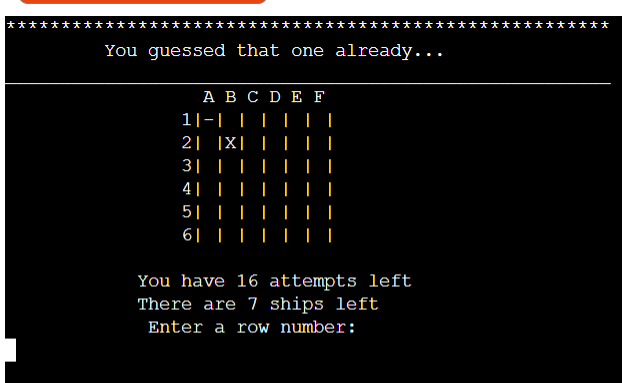 *******************************************************
You guessed that one already...
A B C D E F
1|-| | | | | |
2| |X| | | | |
3| | | | | | |
4| | | | | | |
5| | | | | | |
6| | | | | | |
You have 16 attempts left
There are 7 ships left
Enter a row number: